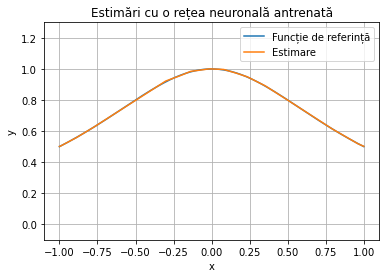 Estimări cu o rețea neuronală antrenată
Funcție de referință
Estimare
y
1.2
1.0
0.8
0.6
0.4
0.2
0.0
−1.00 −0.75 −0.50 −0.25 0.00 0.25 0.50 0.75 1.00
x